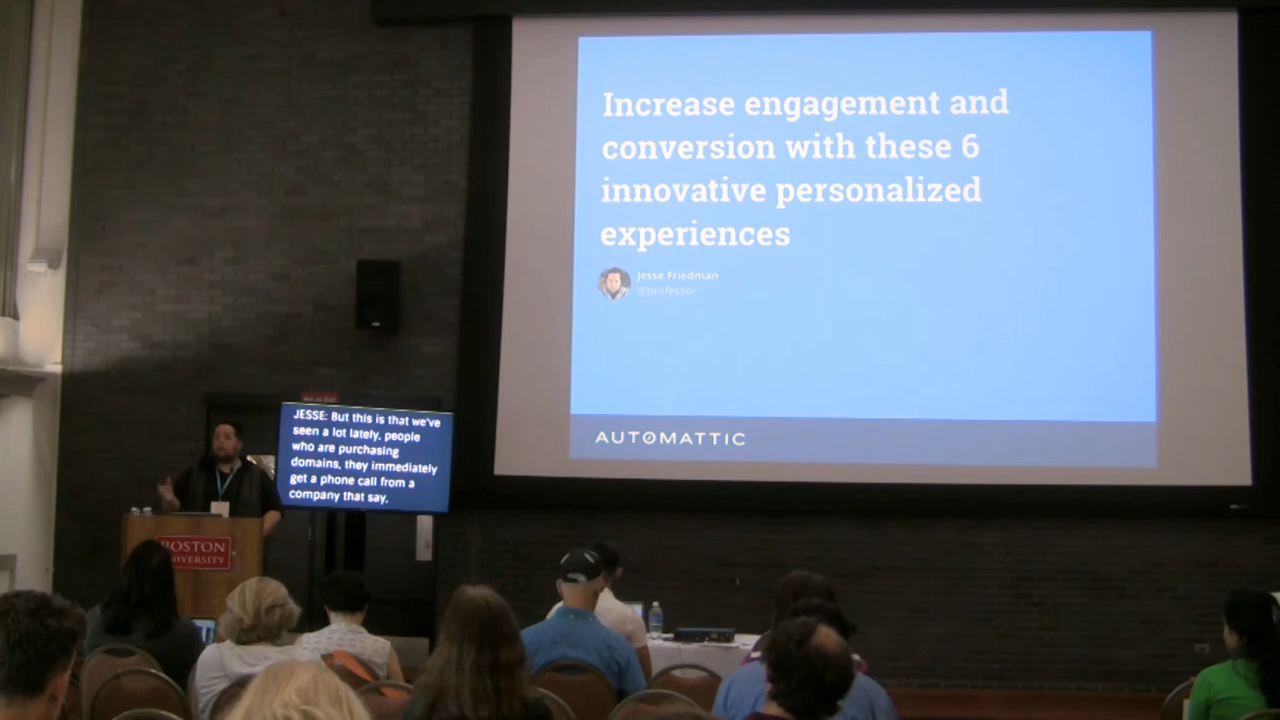 Increase engagement and
conversion with these 6
innovative personalized
experiences
Jesse Friedman
@professor
AUTOMATTIC
JESSE: But this is that we've
seen a lot lately, people
who are purchasing
domains, they immediately
get a phone call from a
company that say,
BOSTON
UNIVERSITY